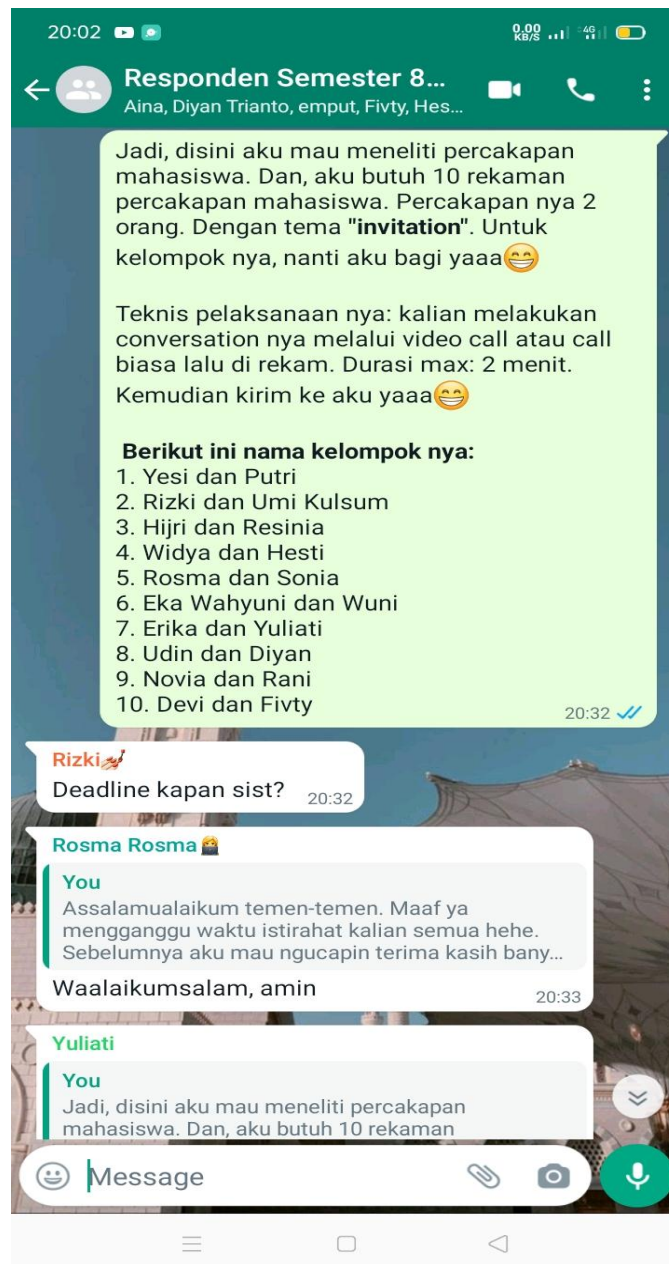 20:02
0.00 KB/S 4G
Responden Semester 8...
Aina, Diyan Trianto, emput, Fivty, Hes...
Jadi, disini aku mau meneliti percakapan
mahasiswa. Dan, aku butuh 10 rekaman
percakapan mahasiswa. Percakapan nya 2
orang. Dengan tema "invitation". Untuk
kelompok nya, nanti aku bagi yaaa😁
Teknis pelaksanaan nya: kalian melakukan
conversation nya melalui video call atau call
biasa lalu di rekam. Durasi max: 2 menit.
Kemudian kirim ke aku yaaa😁
Berikut ini nama kelompok nya:
1. Yesi dan Putri
2. Rizki dan Umi Kulsum
3. Hijri dan Resinia
4. Widya dan Hesti
5. Rosma dan Sonia
6. Eka Wahyuni dan Wuni
7. Erika dan Yuliati
8. Udin dan Diyan
9. Novia dan Rani
10. Devi dan Fivty
20:32
Rizki💅
Deadline kapan sist?
20:32
Rosma Rosma👩
You
Assalamualaikum temen-temen. Maaf ya
mengganggu waktu istirahat kalian semua hehe.
Sebelumnya aku mau ngucapin terima kasih bany...
Waalaikumsalam, amin
20:33
Yuliati
You
Jadi, disini aku mau meneliti percakapan
mahasiswa. Dan, aku butuh 10 rekaman
Message